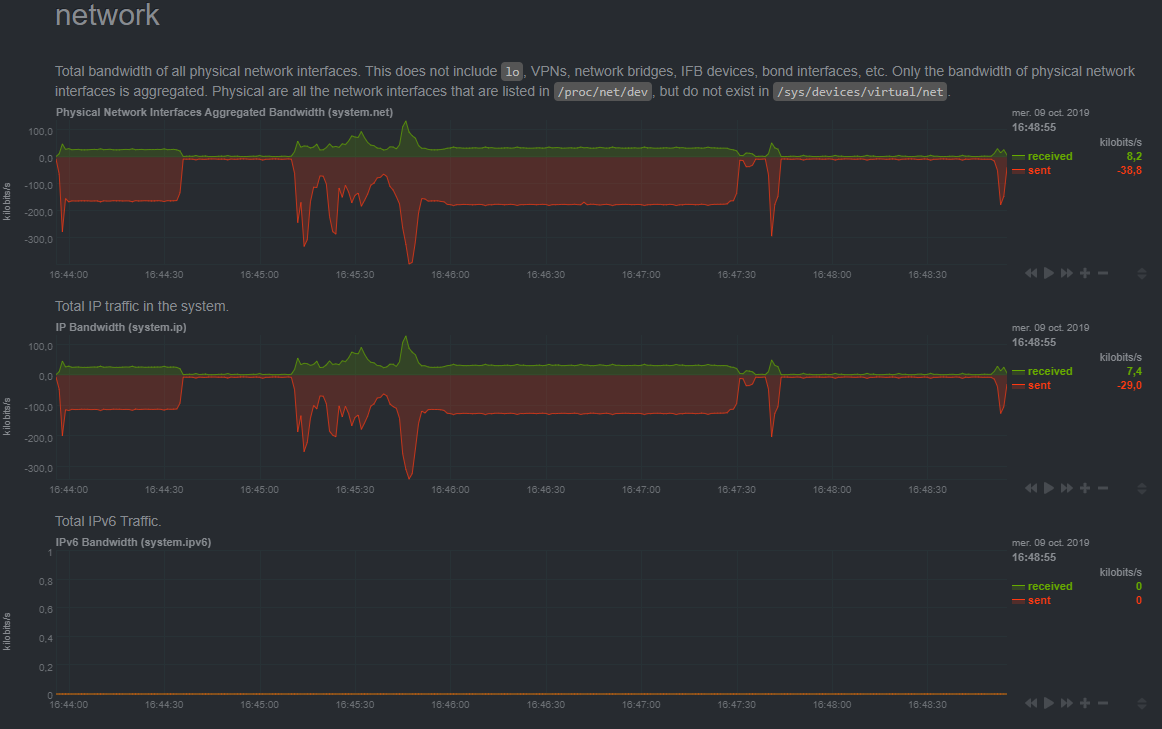 network
Total bandwidth of all physical network interfaces. This does not include lo, VPNs, network bridges, IFB devices, bond interfaces, etc. Only the bandwidth of physical network
interfaces is aggregated. Physical are all the network interfaces that are listed in /proc/net/dev, but do not exist in /sys/devices/virtual/net.
Physical Network Interfaces Aggregated Bandwidth (system.net)
mer. 09 oct. 2019
16:48:55
kilobits/s
received 8,2
sent -38,8
kilobits/s
100,0
0,0
-100,0
-200,0
-300,0
16:44:00 16:44:30 16:45:00 16:45:30 16:46:00 16:46:30 16:47:00 16:47:30 16:48:00 16:48:30
Total IP traffic in the system.
IP Bandwidth (system.ip)
mer. 09 oct. 2019
16:48:55
kilobits/s
received 7,4
sent -29,0
kilobits/s
100,0
0,0
-100,0
-200,0
-300,0
16:44:00 16:44:30 16:45:00 16:45:30 16:46:00 16:46:30 16:47:00 16:47:30 16:48:00 16:48:30
Total IPv6 Traffic.
IPv6 Bandwidth (system.ipv6)
mer. 09 oct. 2019
16:48:55
kilobits/s
received 0
sent 0
kilobits/s
1
0,8
0,6
0,4
0,2
0
16:44:00 16:44:30 16:45:00 16:45:30 16:46:00 16:46:30 16:47:00 16:47:30 16:48:00 16:48:30